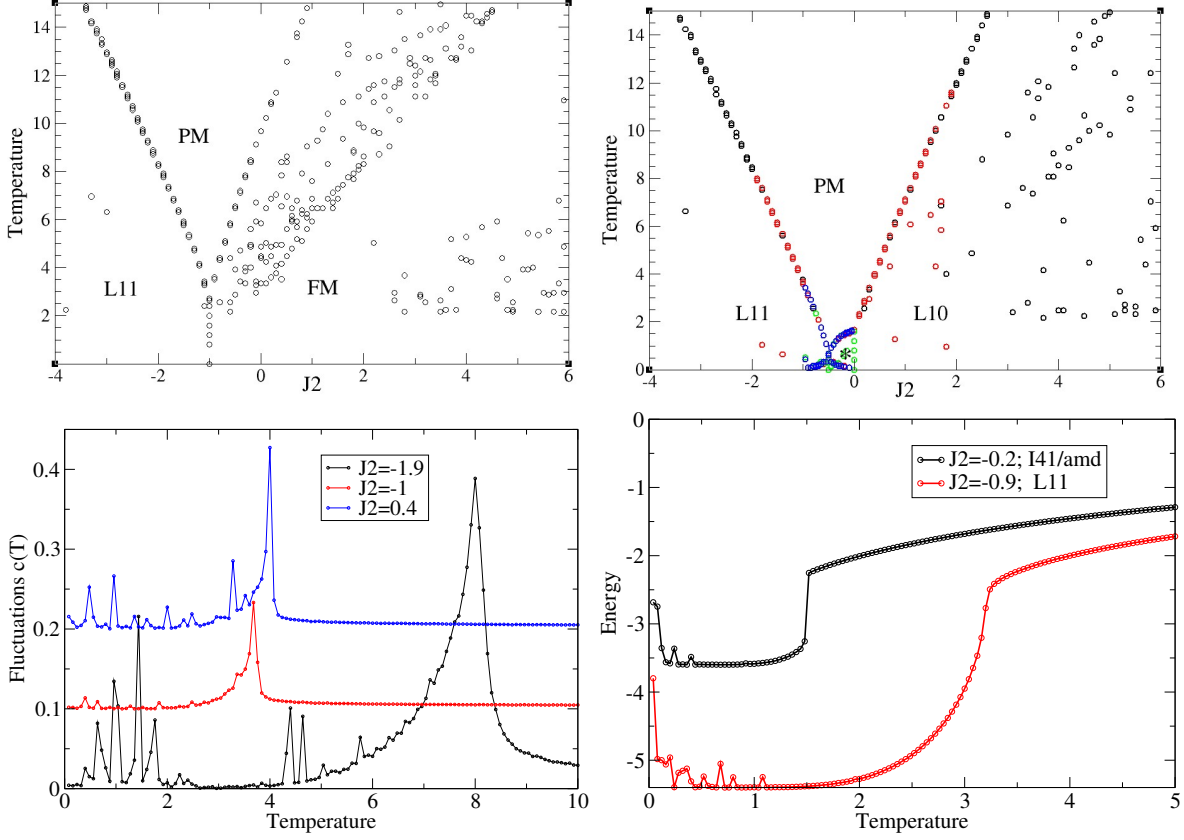 14
12
10
8
6
4
2
Temperature
PM
L11
FM
-4
-2
0
2
4
6
J2
14
12
10
8
6
4
2
0
Temperature
PM
L11
L10
*
-4
-2
0
2
4
6
J2
0.4
0.3
0.2
0.1
0
Fluctuations c(T)
J2=-1.9
J2=-1
J2=0.4
0
2
4
6
8
10
Temperature
0
-1
-2
-3
-4
-5
Energy
J2=-0.2; I41/amd
J2=-0.9; L11
0
1
2
3
4
5
Temperature